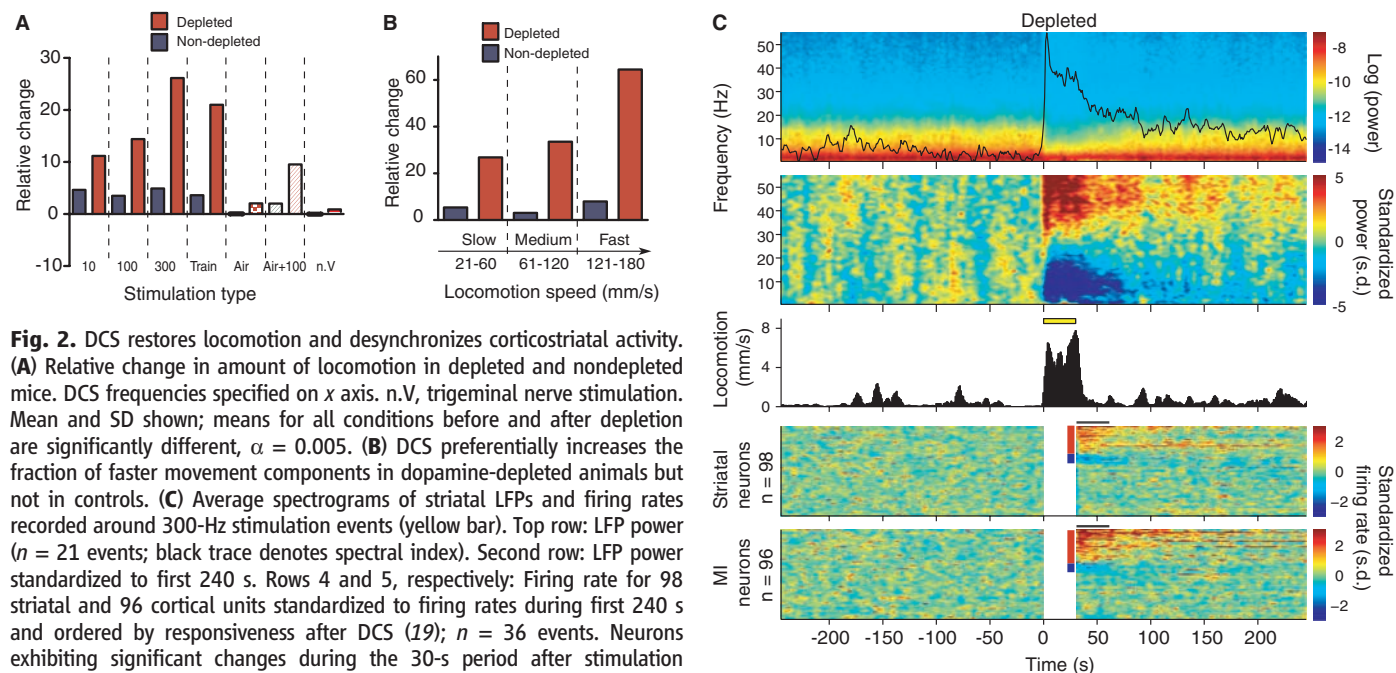 A
Depleted
Non-depleted
Relative change
30
20
10
0
-10
10 100 300 Train Air Air+100 n.V
Stimulation type
B
Depleted
Non-depleted
Relative change
60
40
20
0
Slow Medium Fast
21-60 61-120 121-180
Locomotion speed (mm/s)
Fig. 2. DCS restores locomotion and desynchronizes corticostriatal activity.
(A) Relative change in amount of locomotion in depleted and nondepleted
mice. DCS frequencies specified on x axis. n.V, trigeminal nerve stimulation.
Mean and SD shown; means for all conditions before and after depletion
are significantly different, α = 0.005. (B) DCS preferentially increases the
fraction of faster movement components in dopamine-depleted animals but
not in controls. (C) Average spectrograms of striatal LFPs and firing rates
recorded around 300-Hz stimulation events (yellow bar). Top row: LFP power
(n = 21 events; black trace denotes spectral index). Second row: LFP power
standardized to first 240 s. Rows 4 and 5, respectively: Firing rate for 98
striatal and 96 cortical units standardized to firing rates during first 240 s
and ordered by responsiveness after DCS (19); n = 36 events. Neurons
exhibiting significant changes during the 30-s period after stimulation
C
Depleted
Frequency (Hz)
50
40
30
20
10
-8
-10
-12
-14
Log (power)
50
40
30
20
10
5
0
-5
Standardized
power (s.d.)
Locomotion
(mm/s)
8
4
0
Striatal
neurons
n = 98
2
0
-2
MI
neurons
n = 96
2
0
-2
Standardized
firing rate (s.d.)
-200 -150 -100 -50 0 50 100 150 200
Time (s)